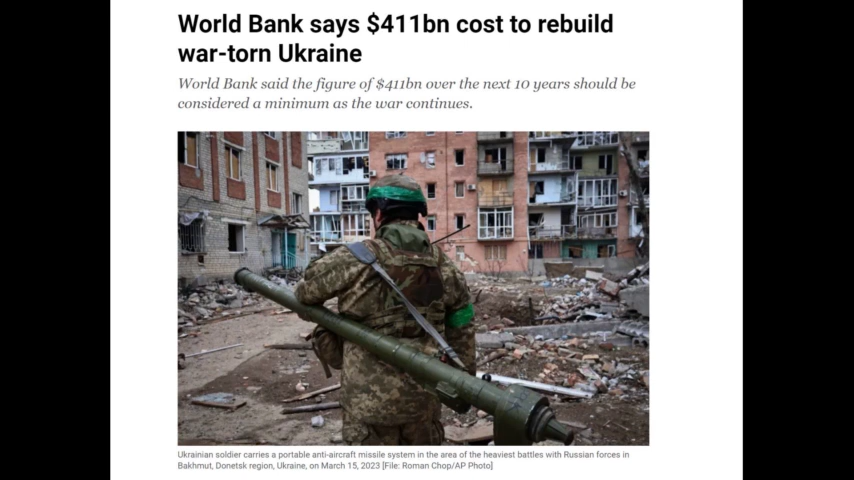 World Bank says $411bn cost to rebuild
war-torn Ukraine
World Bank said the figure of $411bn over the next 10 years should be
considered a minimum as the war continues.
Ukrainian soldier carries a portable anti-aircraft missile system in the area of the heaviest battles with Russian forces in
Bakhmut, Donetsk region, Ukraine, on March 15, 2023 [File: Roman Chop/AP Photo]